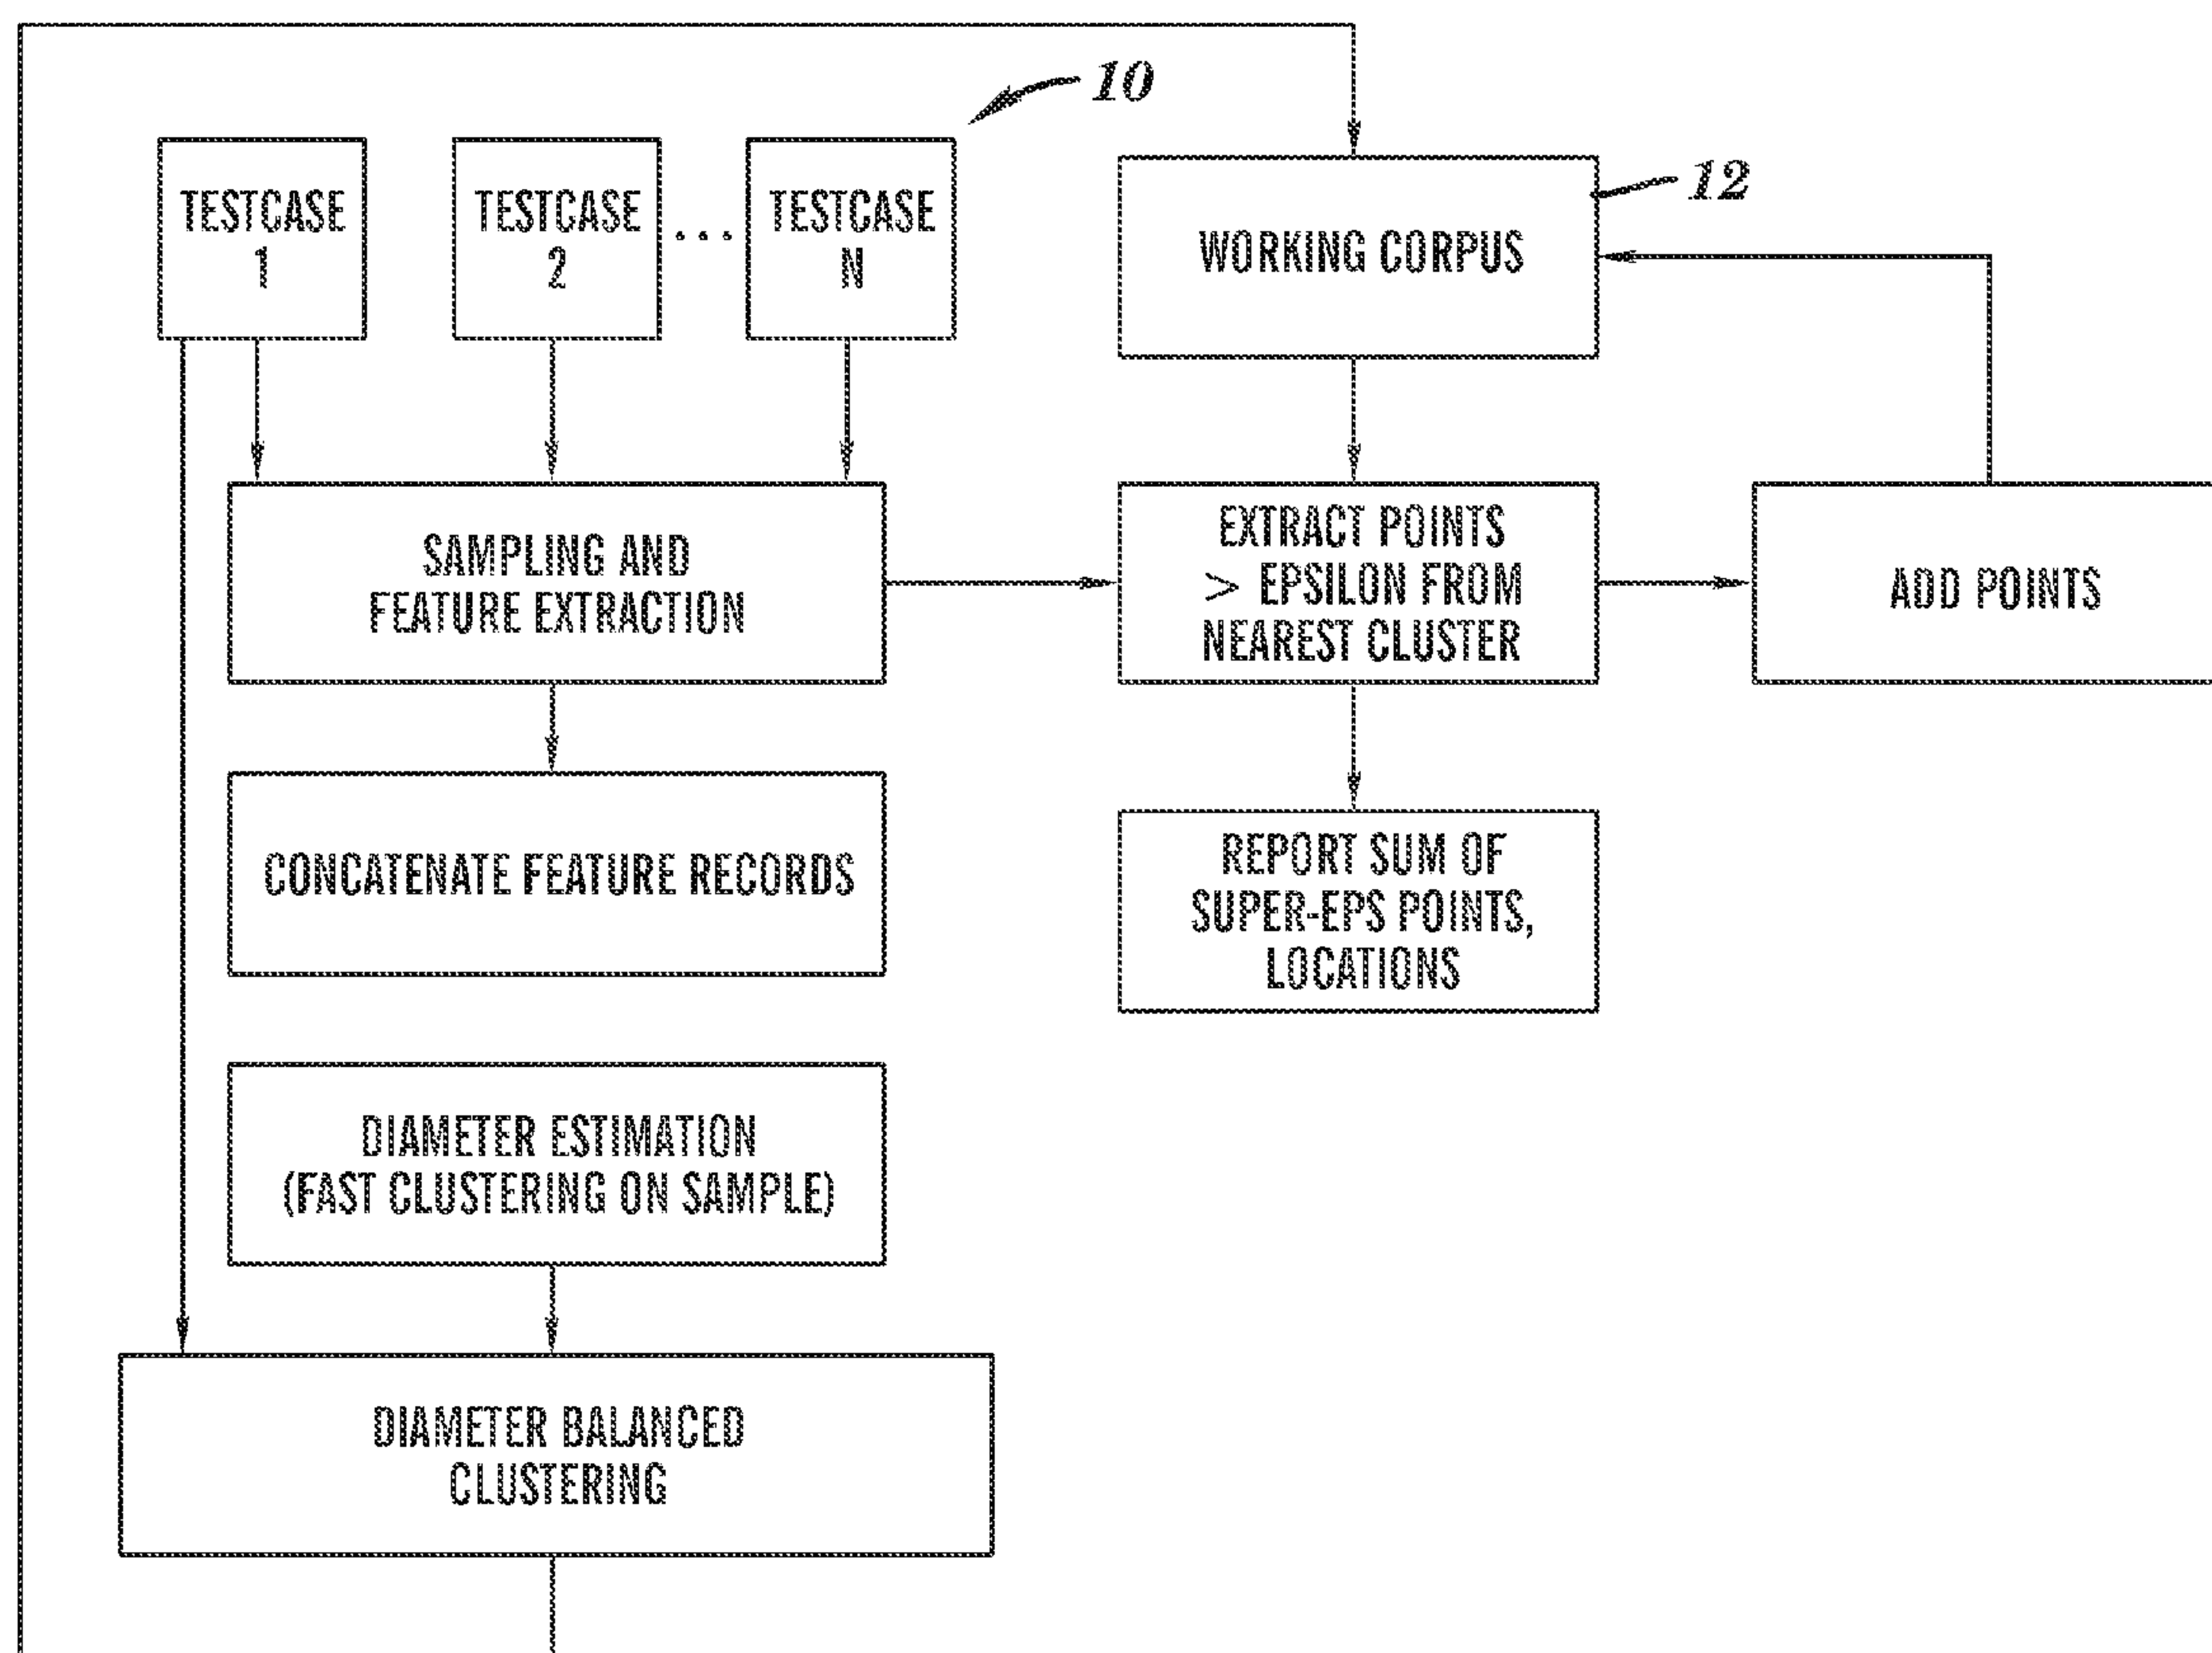 10
TESTCASE
1
TESTCASE
2
...
TESTCASE
N
12
WORKING CORPUS
SAMPLING AND
FEATURE EXTRACTION
EXTRACT POINTS
> EPSILON FROM
NEAREST CLUSTER
ADD POINTS
CONCATENATE FEATURE RECORDS
REPORT SUM OF
SUPER-EPS POINTS,
LOCATIONS
DIAMETER ESTIMATION
(FAST CLUSTERING ON SAMPLE)
DIAMETER BALANCED
CLUSTERING